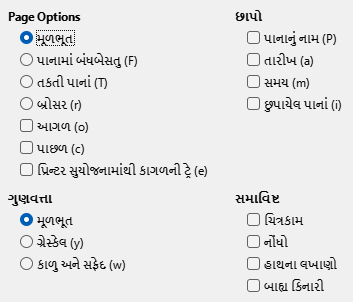 Page Options
મૂળભૂત
પાનામાં બંધબેસતુ (F)
તકતી પાનાં (T)
બ્રોસર (r)
આગળ (o)
પાછળ (c)
પ્રિન્ટર સુયોજનામાંથી કાગળની ટ્રે (e)
છાપો
પાનાનું નામ (P)
તારીખ (a)
સમય (m)
છુપાયેલ પાનાં (i)
ગુણવત્તા
મૂળભૂત
ગ્રેસ્કેલ (y)
કાળુ અને સફેદ (w)
સમાવિષ્ટ
ચિત્રકામ
નોંધો
હાથના લખાણો
બાહ્ય કિનારી